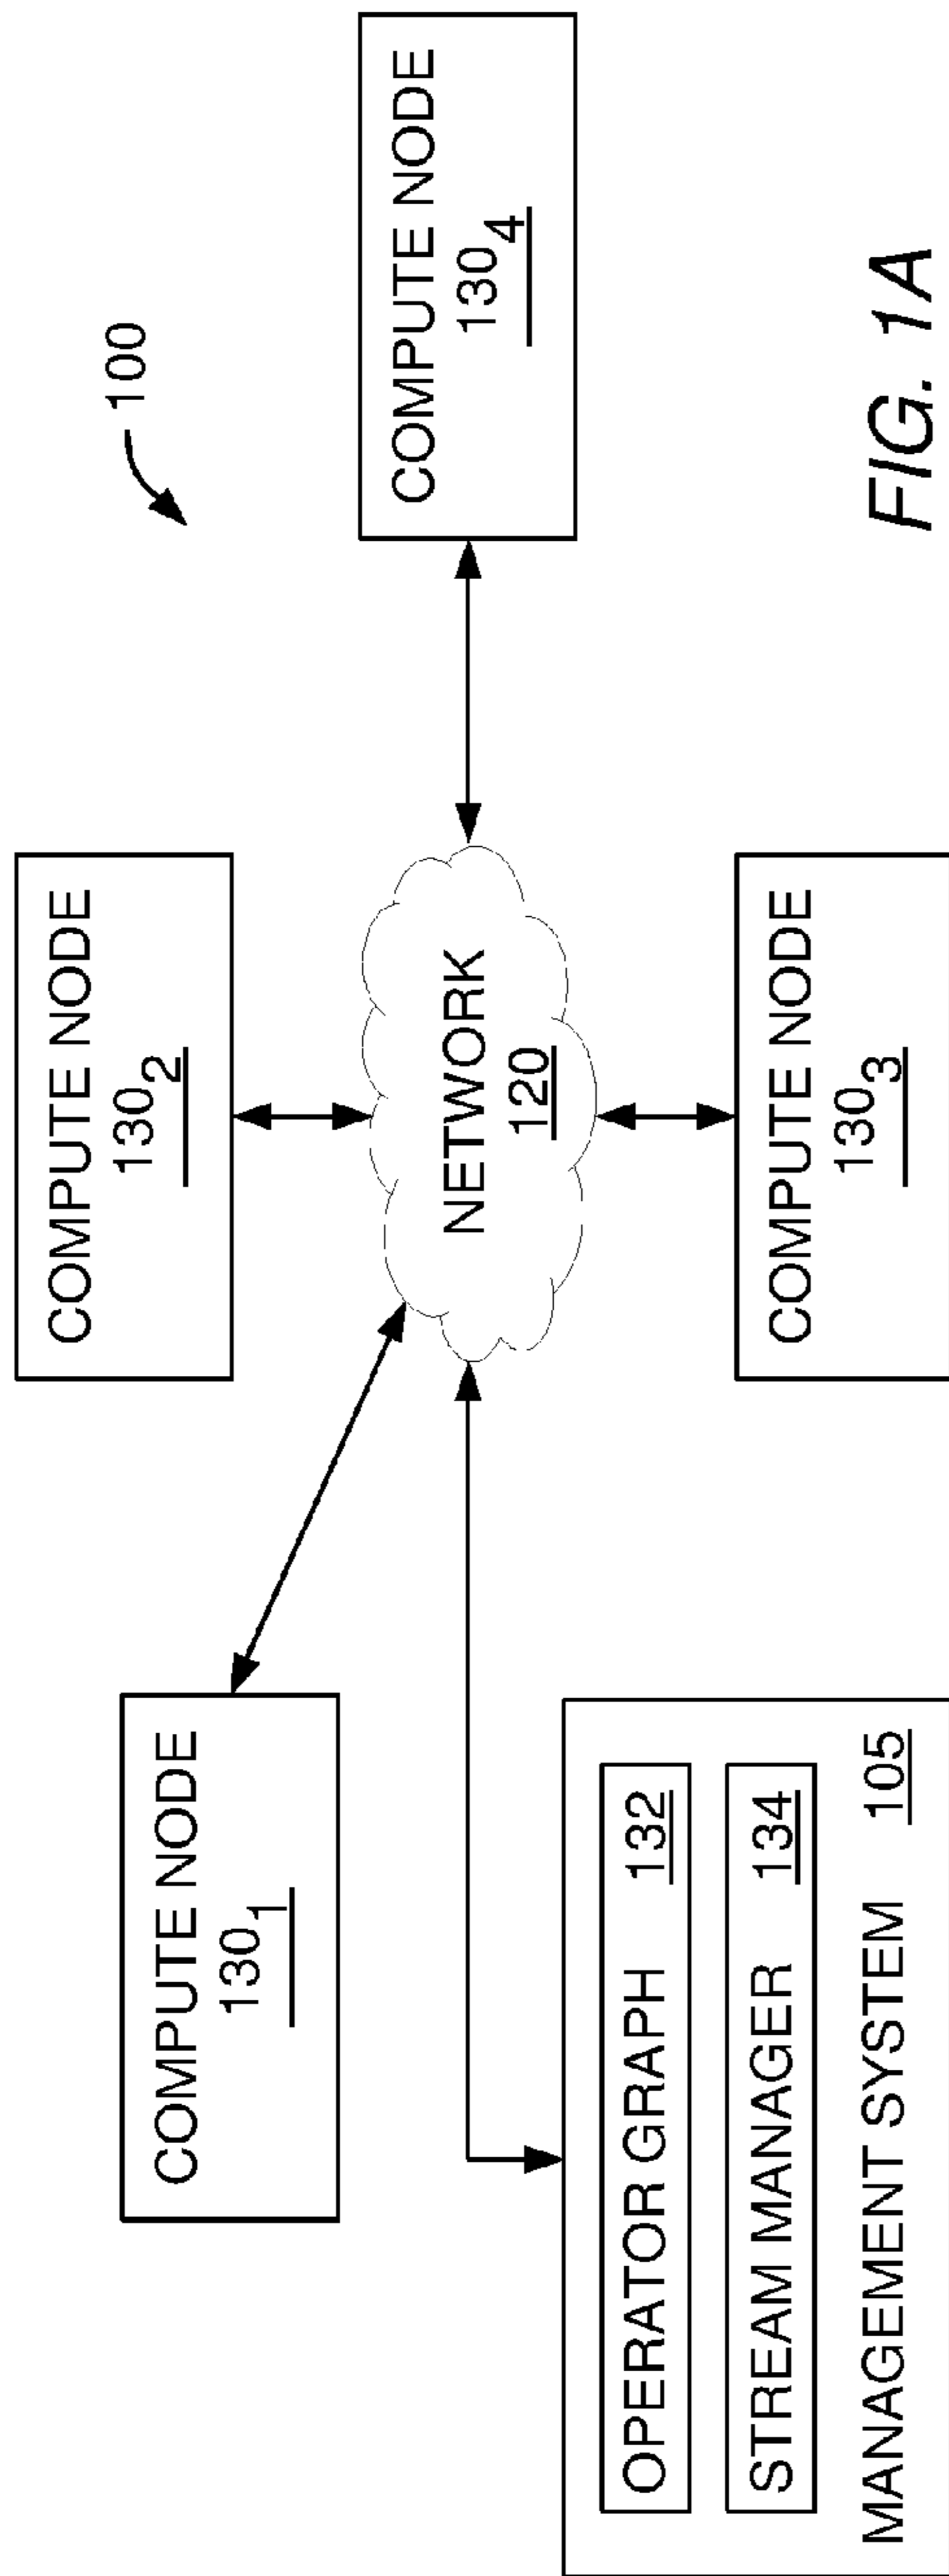 100
COMPUTE NODE
130₂
COMPUTE NODE
130₁
COMPUTE NODE
130₄
NETWORK
120
OPERATOR GRAPH 132
STREAM MANAGER 134
MANAGEMENT SYSTEM 105
COMPUTE NODE
130₃
FIG. 1A